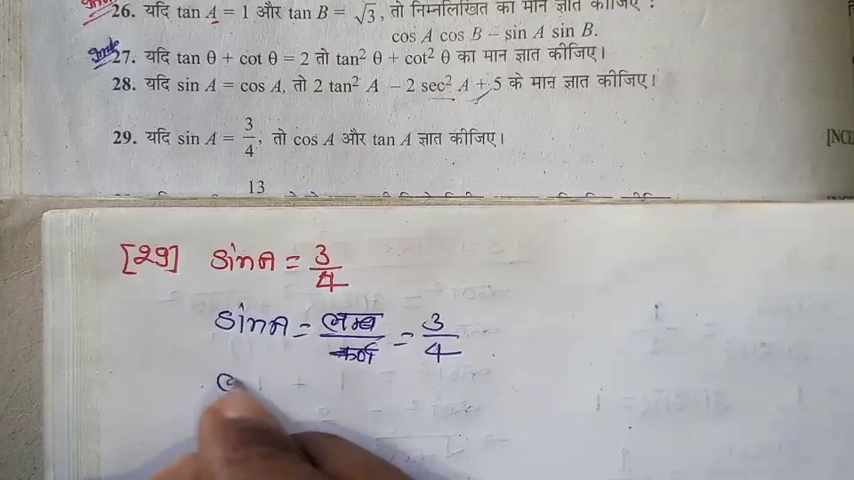 26. यदि tan A = 1 और tan B = √3, तो निम्नलिखित का मान ज्ञात कीजिए :
cos A cos B – sin A sin B.
27. यदि tan θ + cot θ = 2 तो tan² θ + cot² θ का मान ज्ञात कीजिए।
28. यदि sin A = cos A, तो 2 tan² A – 2 sec² A + 5 के मान ज्ञात कीजिए।
29. यदि sin A = 3/4, तो cos A और tan A ज्ञात कीजिए।
[NCE
13
[29] sinA = 3/4
sinA = लम्ब/कर्ण = 3/4